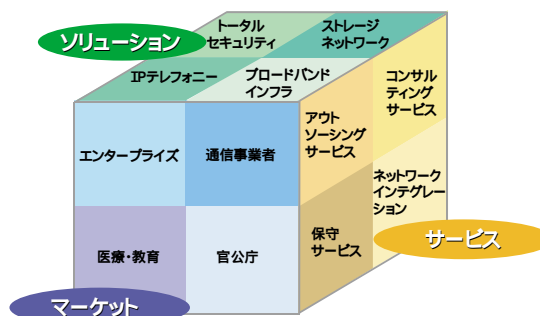 ソリューション
トータル
セキュリティ
ストレージ
ネットワーク
IPテレフォニー
ブロードバンド
インフラ
コンサル
ティング
サービス
アウト
ソーシング
サービス
エンタープライズ
通信事業者
ネットワーク
インテグレー
ション
保守
サービス
医療・教育
官公庁
サービス
マーケット